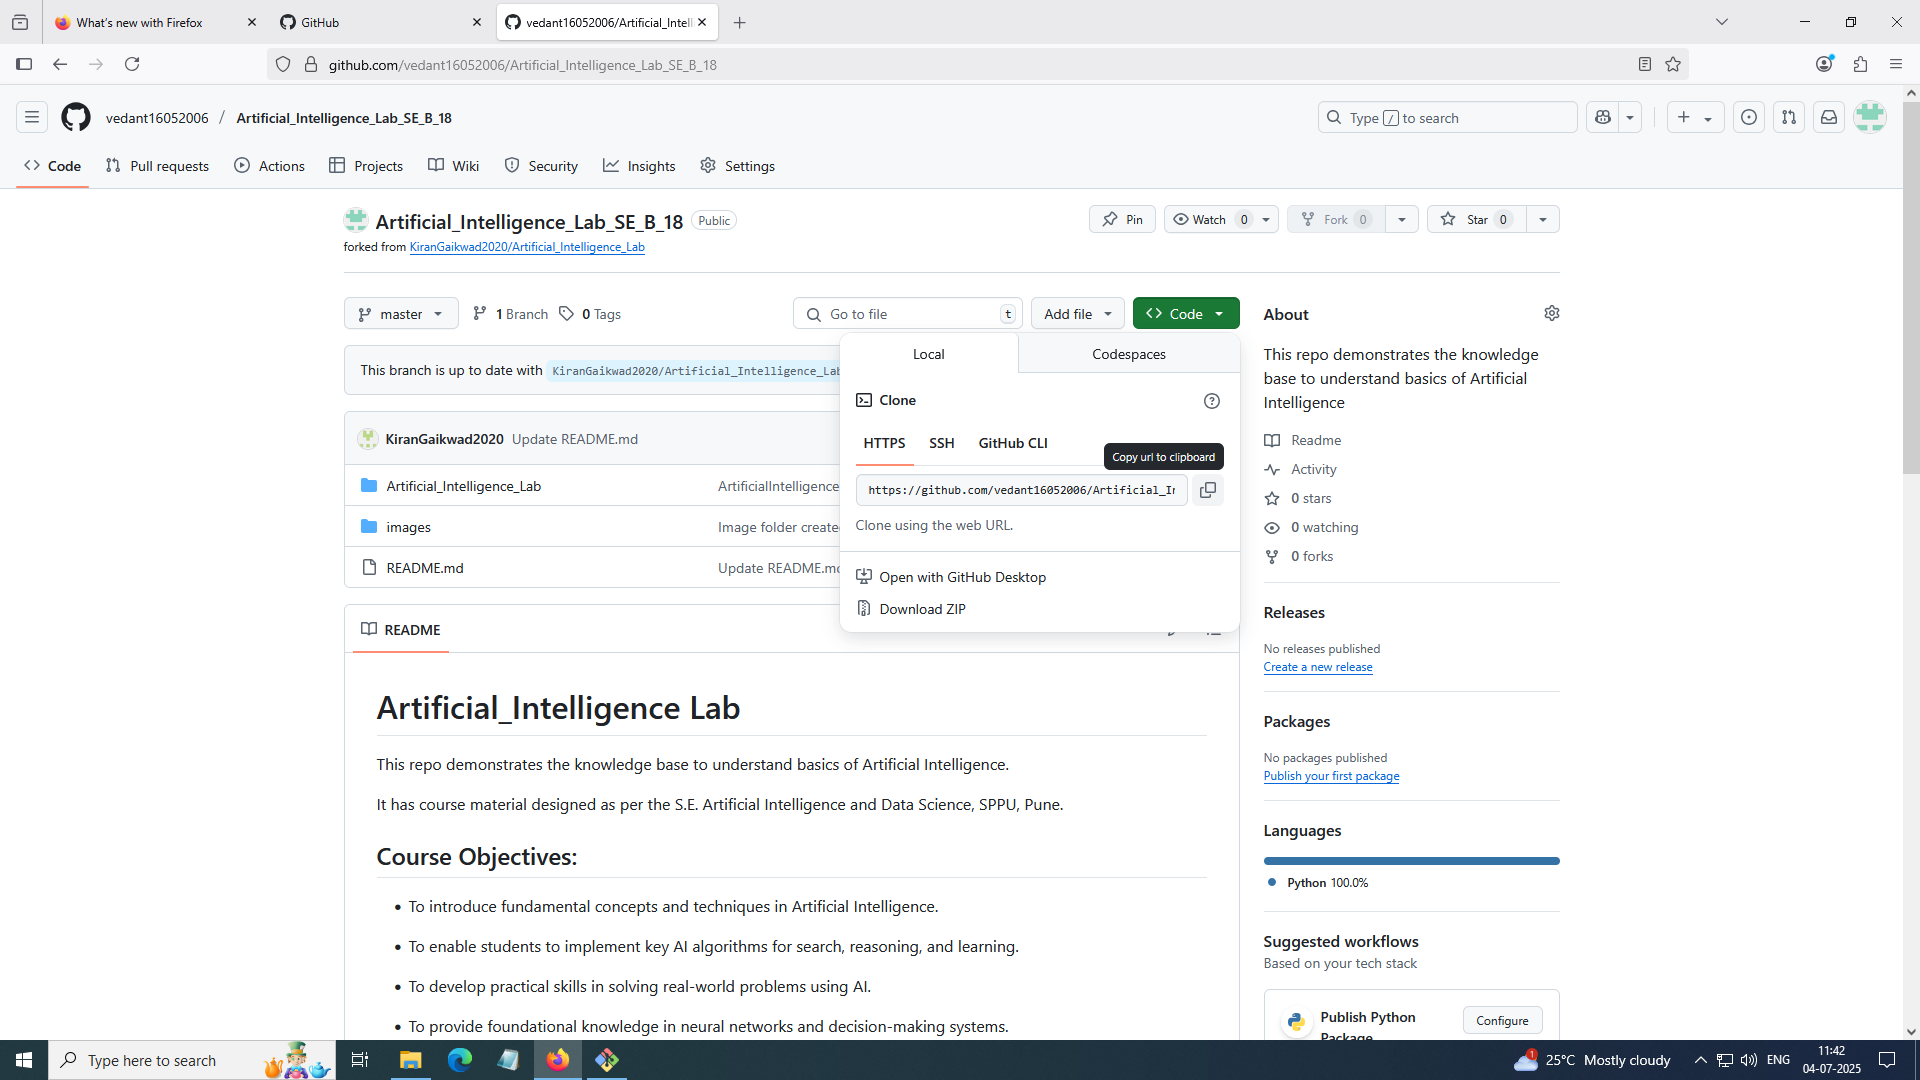 What's new with Firefox
GitHub
vedant16052006/Artificial_Intell
github.com/vedant16052006/Artificial_Intelligence_Lab_SE_B_18
vedant16052006 / Artificial_Intelligence_Lab_SE_B_18
Type / to search
Code
Pull requests
Actions
Projects
Wiki
Security
Insights
Settings
Artificial_Intelligence_Lab_SE_B_18 Public
forked from KiranGaikwad2020/Artificial_Intelligence_Lab
Pin
Watch 0
Fork 0
Star 0
master
1 Branch
0 Tags
Go to file t
Add file
Code
This branch is up to date with KiranGaikwad2020/Artificial_Intelligence_Lab
KiranGaikwad2020 Update README.md
Artificial_Intelligence_Lab ArtificialIntelligence
images Image folder create
README.md Update README.md
Local
Codespaces
Clone
HTTPS
SSH
GitHub CLI
Copy url to clipboard
https://github.com/vedant16052006/Artificial_I
Clone using the web URL.
Open with GitHub Desktop
Download ZIP
README
Artificial_Intelligence Lab
This repo demonstrates the knowledge base to understand basics of Artificial Intelligence.
It has course material designed as per the S.E. Artificial Intelligence and Data Science, SPPU, Pune.
Course Objectives:
• To introduce fundamental concepts and techniques in Artificial Intelligence.
• To enable students to implement key AI algorithms for search, reasoning, and learning.
• To develop practical skills in solving real-world problems using AI.
• To provide foundational knowledge in neural networks and decision-making systems.
About
This repo demonstrates the knowledge
base to understand basics of Artificial
Intelligence
Readme
Activity
0 stars
0 watching
0 forks
Releases
No releases published
Create a new release
Packages
No packages published
Publish your first package
Languages
Python 100.0%
Suggested workflows
Based on your tech stack
Publish Python
Package
Configure
Type here to search
1
25°C Mostly cloudy
ENG
11:42
04-07-2025